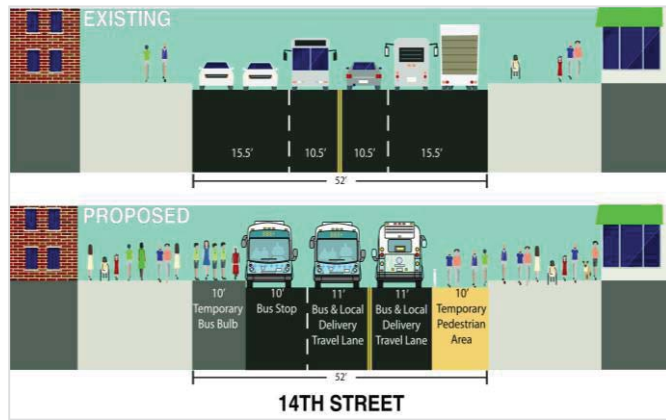 EXISTING
15.5' 10.5' 10.5' 15.5'
52'
PROPOSED
10'
Temporary
Bus Bulb
10'
Bus Stop
11'
Bus & Local
Delivery
Travel Lane
11'
Bus & Local
Delivery
Travel Lane
10'
Temporary
Pedestrian
Area
52'
14TH STREET